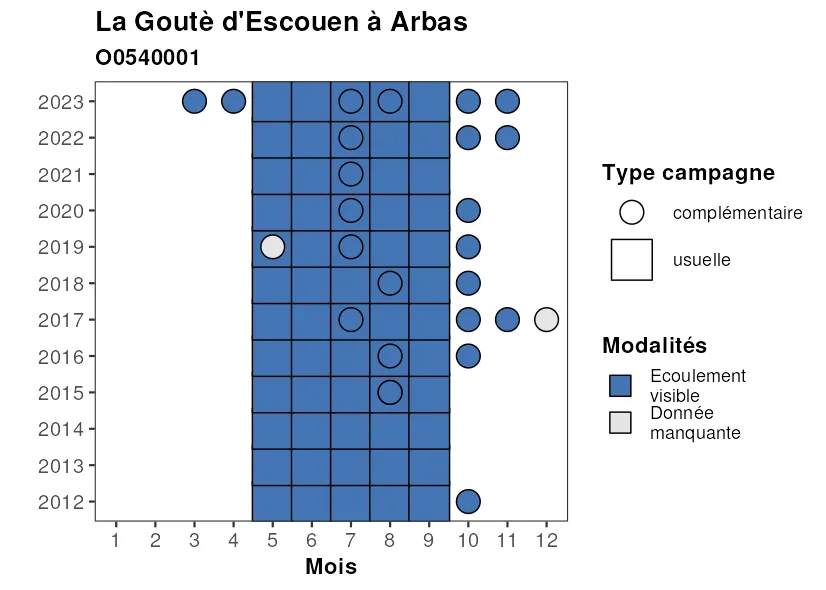 La Goutè d'Escouen à Arbas
O0540001
2023
2022
2021
2020
2019
2018
2017
2016
2015
2014
2013
2012
1 2 3 4 5 6 7 8 9 10 11 12
Mois
Type campagne
complémentaire
usuelle
Modalités
Ecoulement
visible
Donnée
manquante